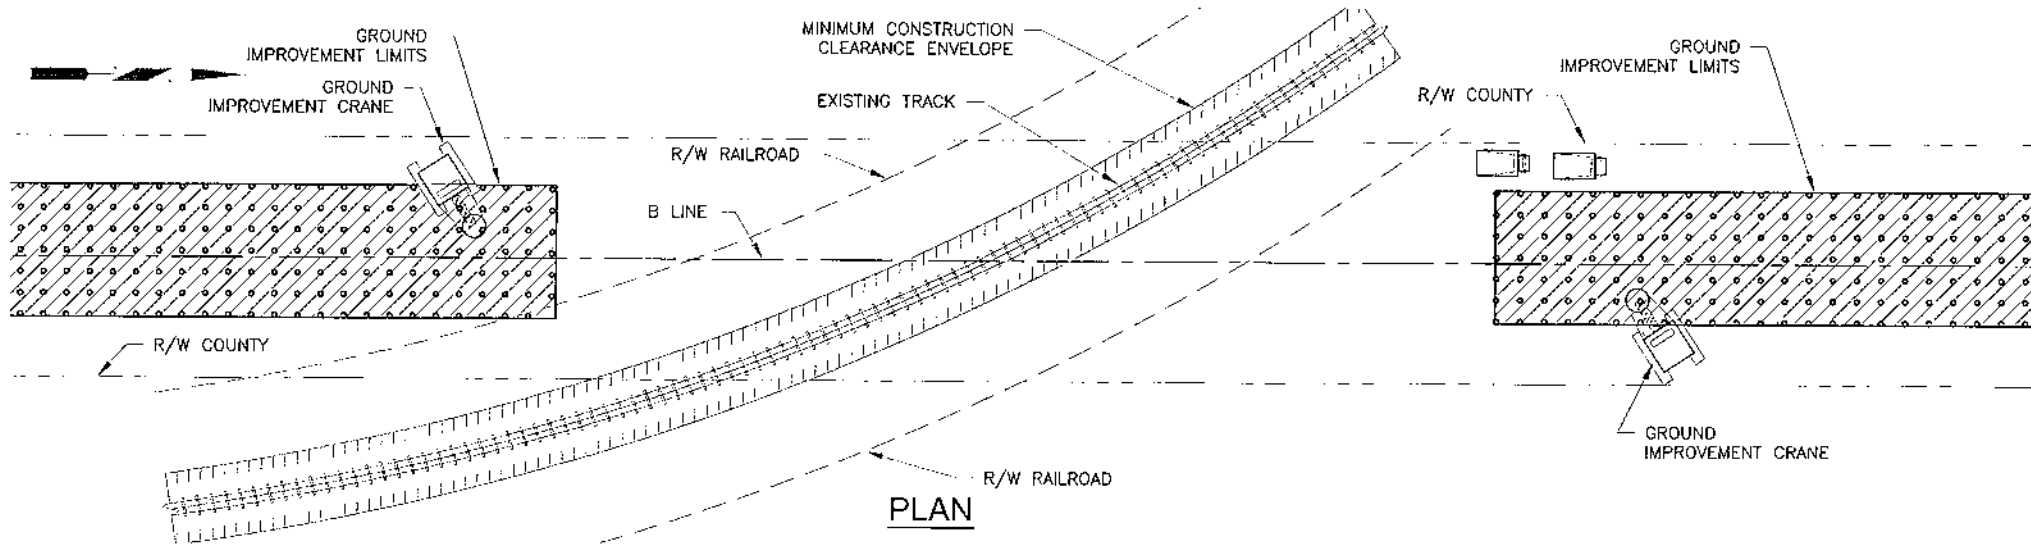 GROUND
IMPROVEMENT LIMITS
GROUND
IMPROVEMENT CRANE
MINIMUM CONSTRUCTION
CLEARANCE ENVELOPE
EXISTING TRACK
GROUND
IMPROVEMENT LIMITS
R/W COUNTY
R/W RAILROAD
B LINE
R/W COUNTY
GROUND
IMPROVEMENT CRANE
R/W RAILROAD
PLAN